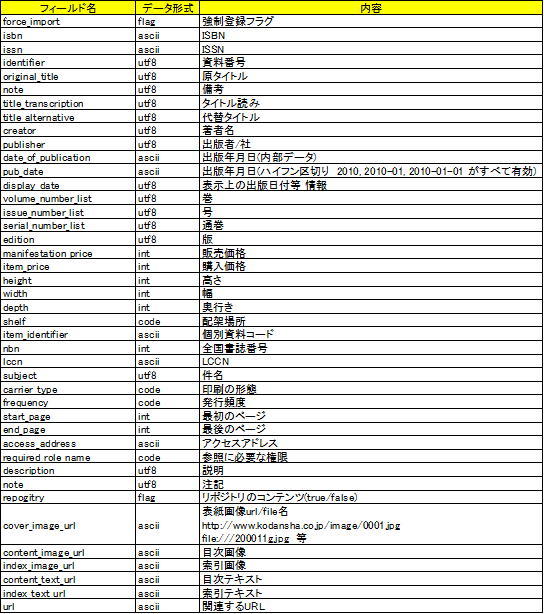 フィールド名 データ形式 内容
force_import flag 強制登録フラグ
isbn ascii ISBN
issn ascii ISSN
identifier utf8 資料番号
original_title utf8 原タイトル
note utf8 備考
title_transcription utf8 タイトル読み
title_alternative utf8 代替タイトル
creator utf8 著者名
publisher utf8 出版者/社
date_of_publication ascii 出版年月日(内部データ)
pub_date ascii 出版年月日(ハイフン区切り 2010, 2010-01, 2010-01-01 がすべて有効)
display_date utf8 表示上の出版日付等 情報
volume_number_list utf8 巻
issue_number_list utf8 号
serial_number_list utf8 通巻
edition utf8 版
manifestation_price int 販売価格
item_price int 購入価格
height int 高さ
width int 幅
depth int 奥行き
shelf code 配架場所
item_identifier ascii 個別資料コード
nbn int 全国書誌番号
lccn ascii LCCN
subject utf8 件名
carrier_type code 印刷の形態
frequency code 発行頻度
start_page int 最初のページ
end_page int 最後のページ
access_address ascii アクセスアドレス
required_role_name code 参照に必要な権限
description utf8 説明
note utf8 注記
repogitry flag リポジトリのコンテンツ(true/false)
cover_image_url ascii 表紙画像url/file名
http://www.kodansha.co.jp/image/0001.jpg
file:///200011g.jpg 等
content_image_url ascii 目次画像
index_image_url ascii 索引画像
content_text_url ascii 目次テキスト
index_text_url ascii 索引テキスト
url ascii 関連するURL